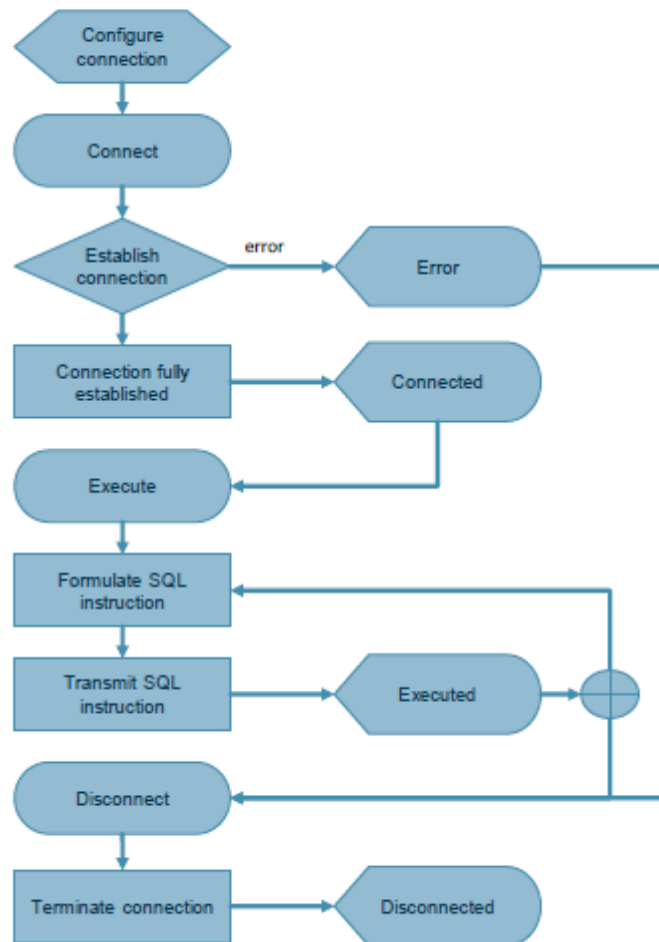 Configure
connection
Connect
Establish
connection
error
Error
Connection fully
established
Connected
Execute
Formulate SQL
instruction
Transmit SQL
instruction
Executed
Disconnect
Terminate connection
Disconnected